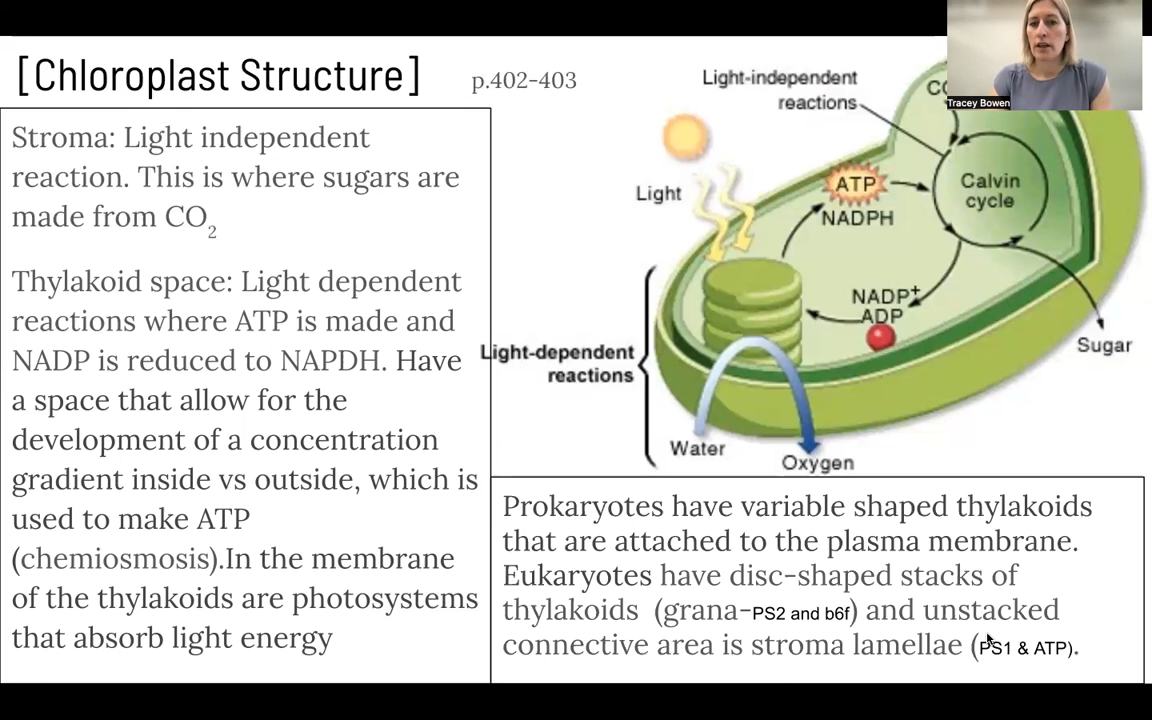 [Chloroplast Structure]
p.402-403
Stroma: Light independent
reaction. This is where sugars are
made from CO2
Thylakoid space: Light dependent
reactions where ATP is made and
NADP is reduced to NAPDH. Have
a space that allow for the
development of a concentration
gradient inside vs outside, which is
used to make ATP
(chemiosmosis).In the membrane
of the thylakoids are photosystems
that absorb light energy
Light-independent
reactions
Light
ATP
NADPH
Calvin
cycle
NADP+
ADP
Sugar
Light-dependent
reactions
Water
Oxygen
Tracey Bowen
Prokaryotes have variable shaped thylakoids
that are attached to the plasma membrane.
Eukaryotes have disc-shaped stacks of
thylakoids (grana-PS2 and b6f) and unstacked
connective area is stroma lamellae (PS1 & ATP).